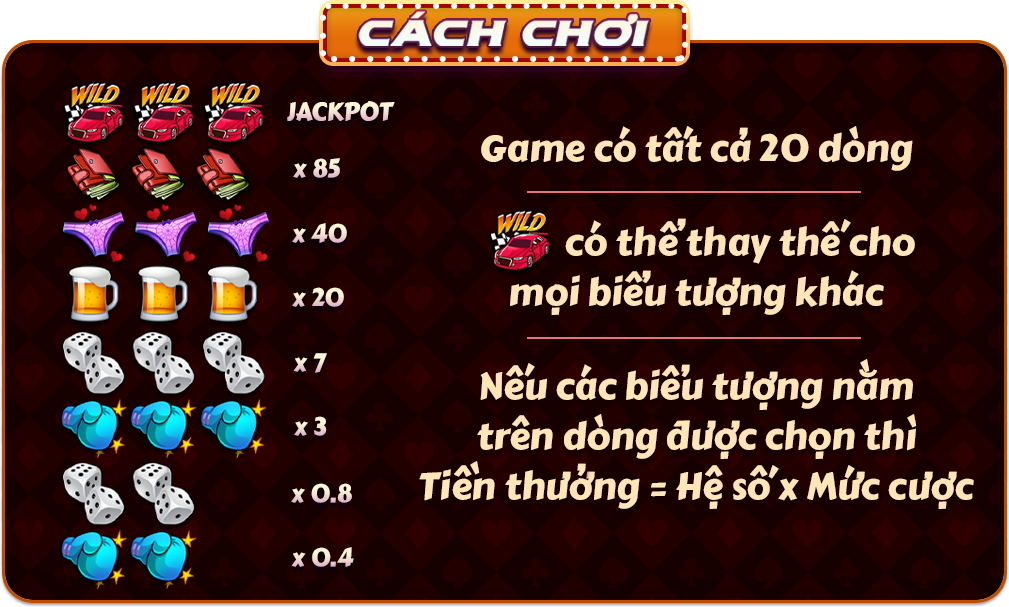 CÁCH CHƠI
WILD WILD WILD JACKPOT
x 85
x 40
x 20
x 7
x 3
x 0.8
x 0.4
Game có tất cả 20 dòng
WILD có thể thay thế cho
mọi biểu tượng khác
Nếu các biểu tượng nằm
trên dòng được chọn thì
Tiền thưởng = Hệ số x Mức cược